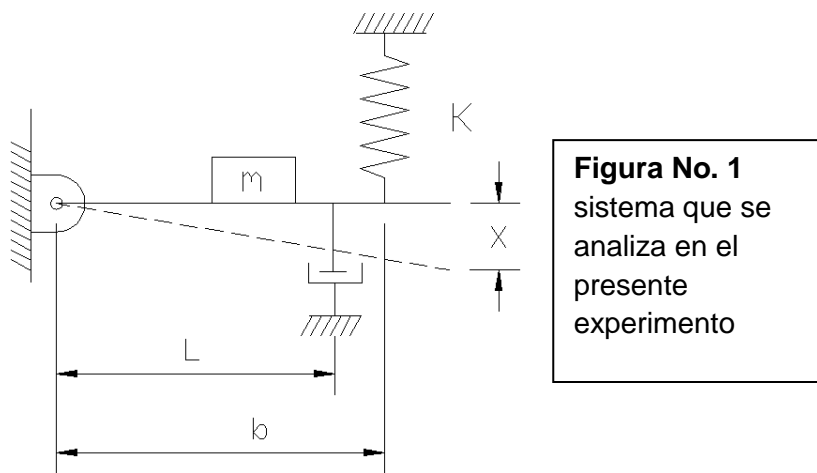 K
m
X
L
b
Figura No. 1
sistema que se
analiza en el
presente
experimento